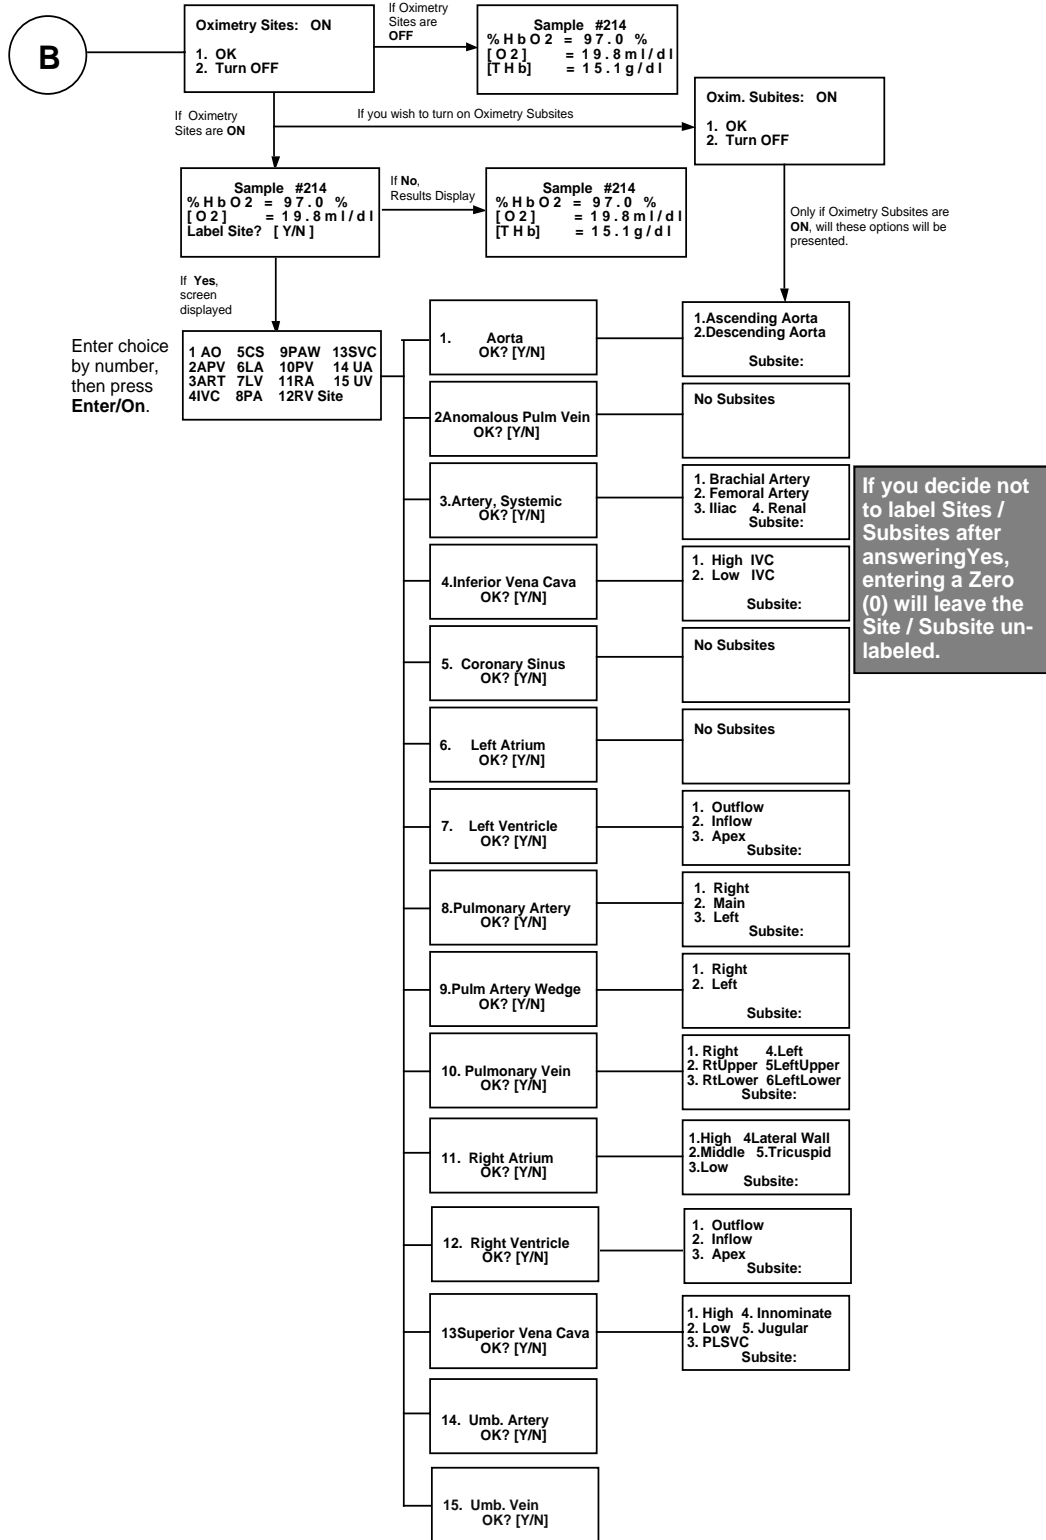 B
Oximetry Sites:  ON
1.  OK
2.  Turn OFF
If Oximetry
Sites are
OFF
Sample  #214
%HbO2 = 97.0 %
[O2]     = 19.8ml/dl
[THb]    = 15.1g/dl
If  Oximetry
Sites are ON
If you wish to turn on Oximetry Subsites
Oxim. Subites:  ON
1.  OK
2.  Turn OFF
Sample  #214
%HbO2 = 97.0 %
[O2]     = 19.8ml/dl
Label Site?  [Y/N]
If No,
Results Display
Sample  #214
%HbO2 = 97.0 %
[O2]     = 19.8ml/dl
[THb]    = 15.1g/dl
Only if Oximetry Subsites are
ON, will these options will be
presented.
If  Yes,
screen
displayed
Enter choice
by number,
then press
Enter/On.
1 AO   5CS   9PAW   13SVC
2APV   6LA   10PV    14 UA
3ART   7LV   11RA    15 UV
4IVC   8PA   12RV Site
1.      Aorta
OK? [Y/N]
1.Ascending Aorta
2.Descending Aorta
Subsite:
2Anomalous Pulm Vein
OK? [Y/N]
No Subsites
3.Artery, Systemic
OK? [Y/N]
1. Brachial Artery
2. Femoral Artery
3. Iliac   4. Renal
Subsite:
If you decide not
to label Sites /
Subsites after
answeringYes,
entering a Zero
(0) will leave the
Site / Subsite un-
labeled.
4.Inferior Vena Cava
OK? [Y/N]
1.  High  IVC
2.  Low   IVC
Subsite:
5.  Coronary Sinus
OK? [Y/N]
No Subsites
6.    Left Atrium
OK? [Y/N]
No Subsites
7.    Left Ventricle
OK? [Y/N]
1.  Outflow
2.  Inflow
3.  Apex
Subsite:
8.Pulmonary Artery
OK? [Y/N]
1.  Right
2.  Main
3.  Left
Subsite:
9.Pulm Artery Wedge
OK? [Y/N]
1.  Right
2.  Left
Subsite:
10. Pulmonary Vein
OK? [Y/N]
1. Right      4.Left
2. RtUpper  5LeftUpper
3. RtLower  6LeftLower
Subsite:
11.  Right Atrium
OK? [Y/N]
1.High   4Lateral Wall
2.Middle   5.Tricuspid
3.Low
Subsite:
12.  Right Ventricle
OK? [Y/N]
1.  Outflow
2.  Inflow
3.  Apex
Subsite:
13Superior Vena Cava
OK? [Y/N]
1. High  4. Innominate
2. Low   5.  Jugular
3. PLSVC
Subsite:
14.  Umb. Artery
OK? [Y/N]
15.  Umb. Vein
OK? [Y/N]